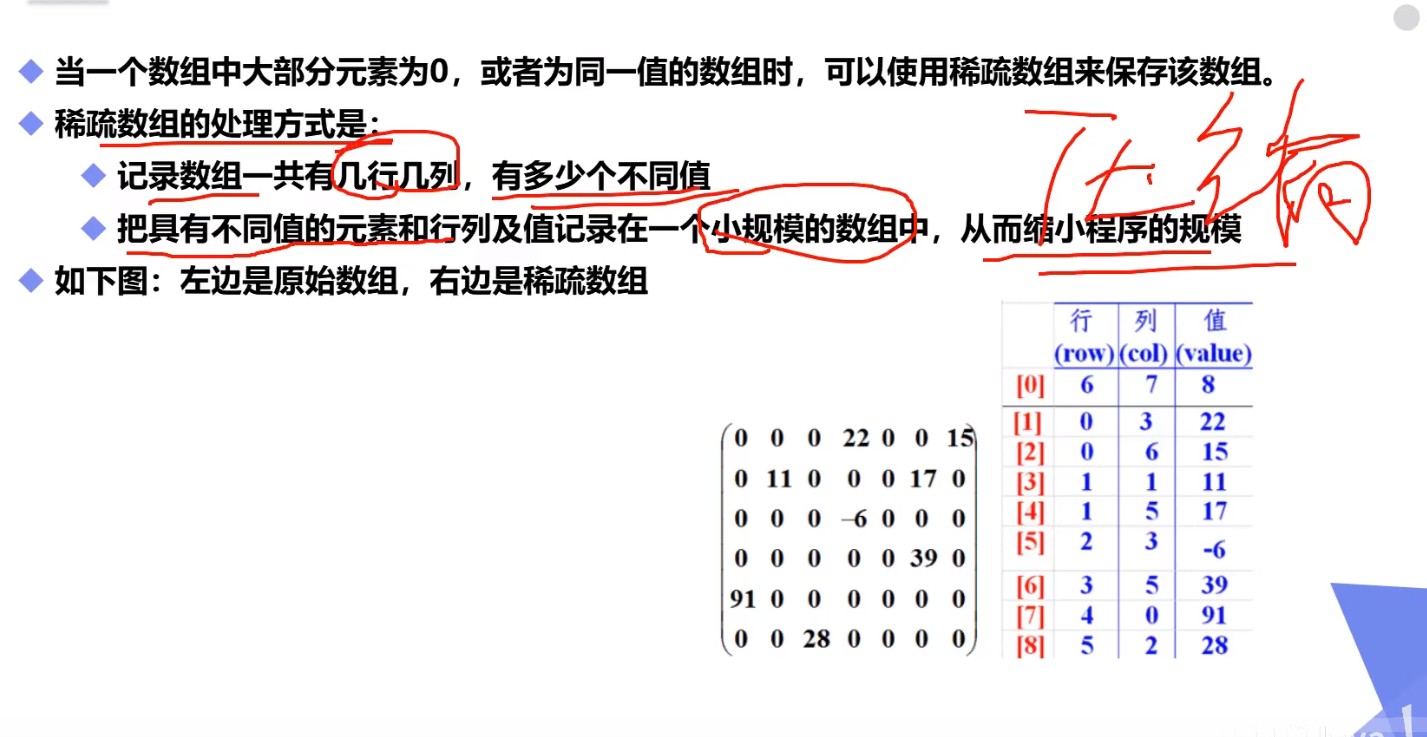 当一个数组中大部分元素为0，或者为同一值的数组时，可以使用稀疏数组来保存该数组。
稀疏数组的处理方式是：
记录数组一共有几行几列，有多少个不同值
把具有不同值的元素和行列及值记录在一个小规模的数组中，从而缩小程序的规模
压缩
如下图：左边是原始数组，右边是稀疏数组
0 0 0 22 0 0 15
0 11 0 0 0 17 0
0 0 0 –6 0 0 0
0 0 0 0 0 39 0
91 0 0 0 0 0 0
0 0 28 0 0 0 0
行 列 值
(row) (col) (value)
[0] 6 7 8
[1] 0 3 22
[2] 0 6 15
[3] 1 1 11
[4] 1 5 17
[5] 2 3 -6
[6] 3 5 39
[7] 4 0 91
[8] 5 2 28